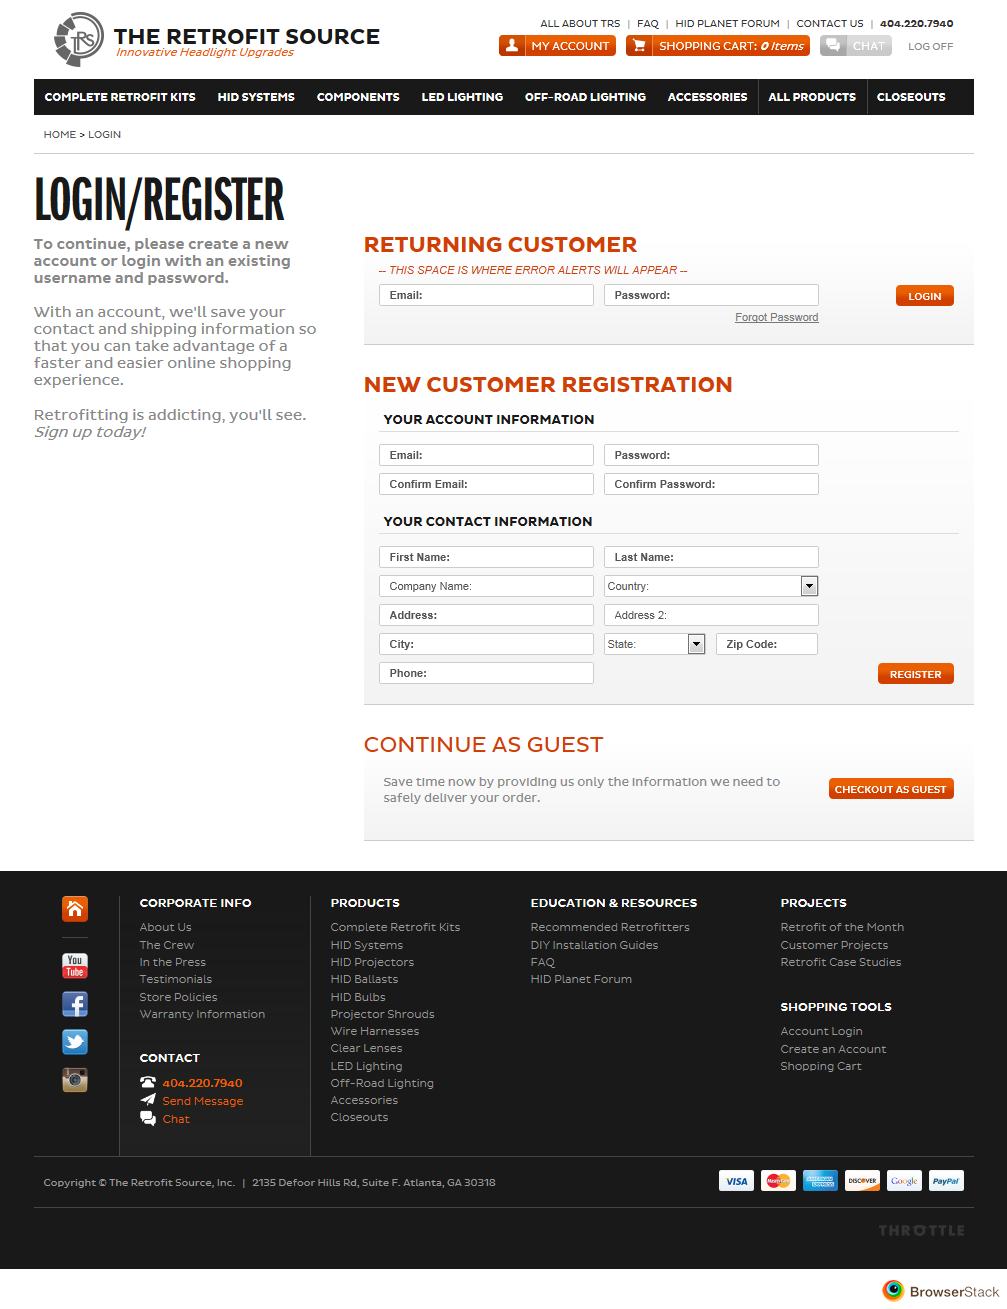 TRS
THE RETROFIT SOURCE
Innovative Headlight Upgrades
ALL ABOUT TRS | FAQ | HID PLANET FORUM | CONTACT US | 404.220.7940
MY ACCOUNT
SHOPPING CART: 0 Items
CHAT
LOG OFF
COMPLETE RETROFIT KITS HID SYSTEMS COMPONENTS LED LIGHTING OFF-ROAD LIGHTING ACCESSORIES ALL PRODUCTS CLOSEOUTS
HOME > LOGIN
LOGIN/REGISTER
To continue, please create a new
account or login with an existing
username and password.
With an account, we'll save your
contact and shipping information so
that you can take advantage of a
faster and easier online shopping
experience.
Retrofitting is addicting, you'll see.
Sign up today!
RETURNING CUSTOMER
-- THIS SPACE IS WHERE ERROR ALERTS WILL APPEAR --
Email: Password: LOGIN
Forgot Password
NEW CUSTOMER REGISTRATION
YOUR ACCOUNT INFORMATION
Email: Password:
Confirm Email: Confirm Password:
YOUR CONTACT INFORMATION
First Name: Last Name:
Company Name: Country:
Address: Address 2:
City: State: Zip Code:
Phone: REGISTER
CONTINUE AS GUEST
Save time now by providing us only the information we need to
safely deliver your order.
CHECKOUT AS GUEST
You
Tube
CORPORATE INFO
About Us
The Crew
In the Press
Testimonials
Store Policies
Warranty Information
CONTACT
404.220.7940
Send Message
Chat
PRODUCTS
Complete Retrofit Kits
HID Systems
HID Projectors
HID Ballasts
HID Bulbs
Projector Shrouds
Wire Harnesses
Clear Lenses
LED Lighting
Off-Road Lighting
Accessories
Closeouts
EDUCATION & RESOURCES
Recommended Retrofitters
DIY Installation Guides
FAQ
HID Planet Forum
PROJECTS
Retrofit of the Month
Customer Projects
Retrofit Case Studies
SHOPPING TOOLS
Account Login
Create an Account
Shopping Cart
Copyright © The Retrofit Source, Inc. | 2135 Defoor Hills Rd, Suite F. Atlanta, GA 30318
VISA MasterCard AMERICAN EXPRESS DISCOVER Google PayPal
THROTTLE
BrowserStack